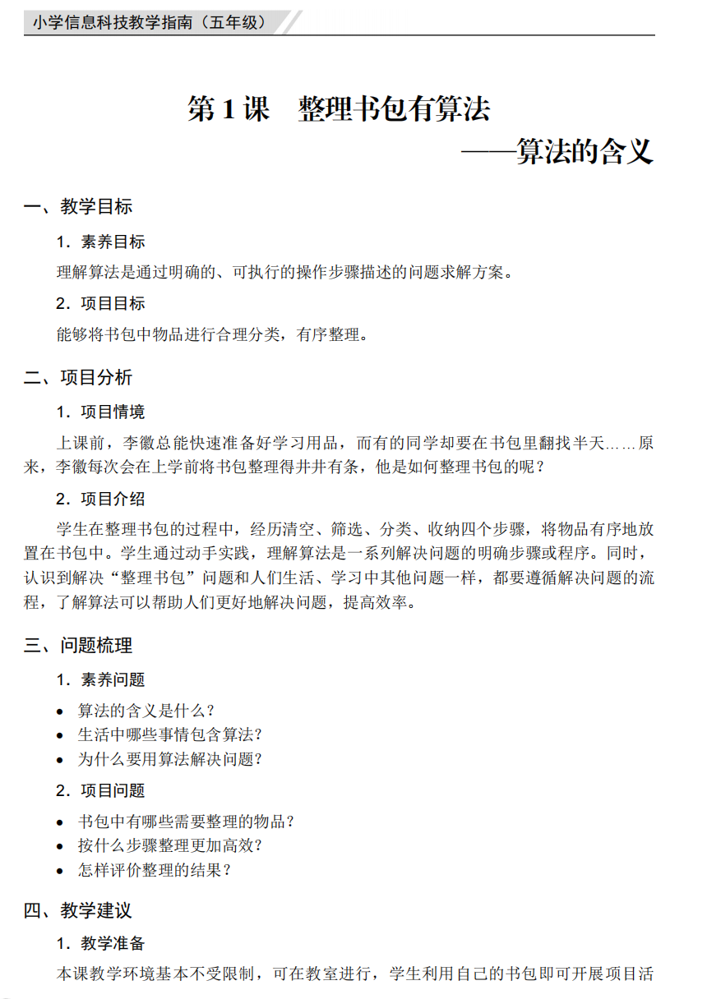 小学信息科技教学指南（五年级）
第1课 整理书包有算法
——算法的含义
一、教学目标
1．素养目标
理解算法是通过明确的、可执行的操作步骤描述的问题求解方案。
2．项目目标
能够将书包中物品进行合理分类，有序整理。
二、项目分析
1．项目情境
上课前，李徽总能快速准备好学习用品，而有的同学却要在书包里翻找半天……原
来，李徽每次会在上学前将书包整理得井井有条，他是如何整理书包的呢？
2．项目介绍
学生在整理书包的过程中，经历清空、筛选、分类、收纳四个步骤，将物品有序地放
置在书包中。学生通过动手实践，理解算法是一系列解决问题的明确步骤或程序。同时，
认识到解决“整理书包”问题和人们生活、学习中其他问题一样，都要遵循解决问题的流
程，了解算法可以帮助人们更好地解决问题，提高效率。
三、问题梳理
1．素养问题
• 算法的含义是什么？
• 生活中哪些事情包含算法？
• 为什么要用算法解决问题？
2．项目问题
• 书包中有哪些需要整理的物品？
• 按什么步骤整理更加高效？
• 怎样评价整理的结果？
四、教学建议
1．教学准备
本课教学环境基本不受限制，可在教室进行，学生利用自己的书包即可开展项目活